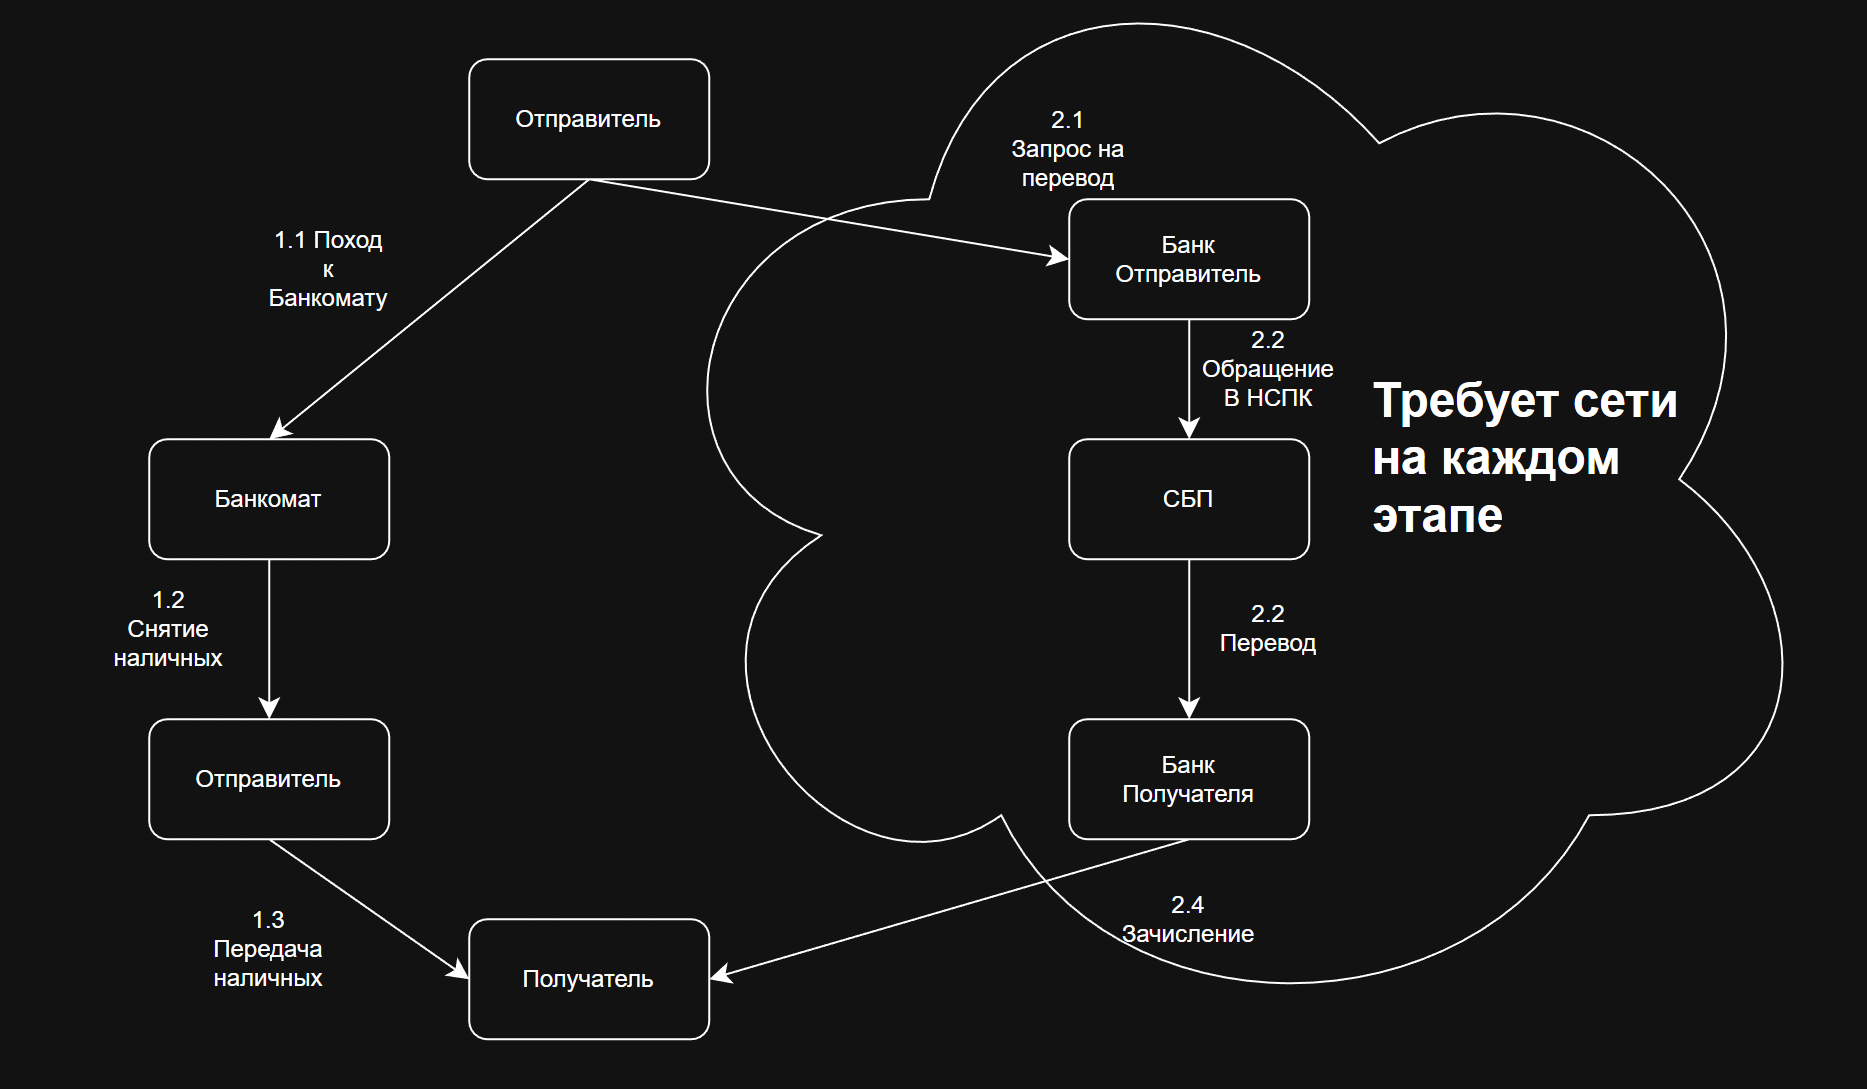 Отправитель
2.1
Запрос на
перевод
1.1 Поход
к
Банкомату
Банк
Отправитель
2.2
Обращение
В НСПК
Требует сети
на каждом
этапе
Банкомат
СБП
1.2
Снятие
наличных
2.2
Перевод
Отправитель
Банк
Получателя
1.3
Передача
наличных
2.4
Зачисление
Получатель